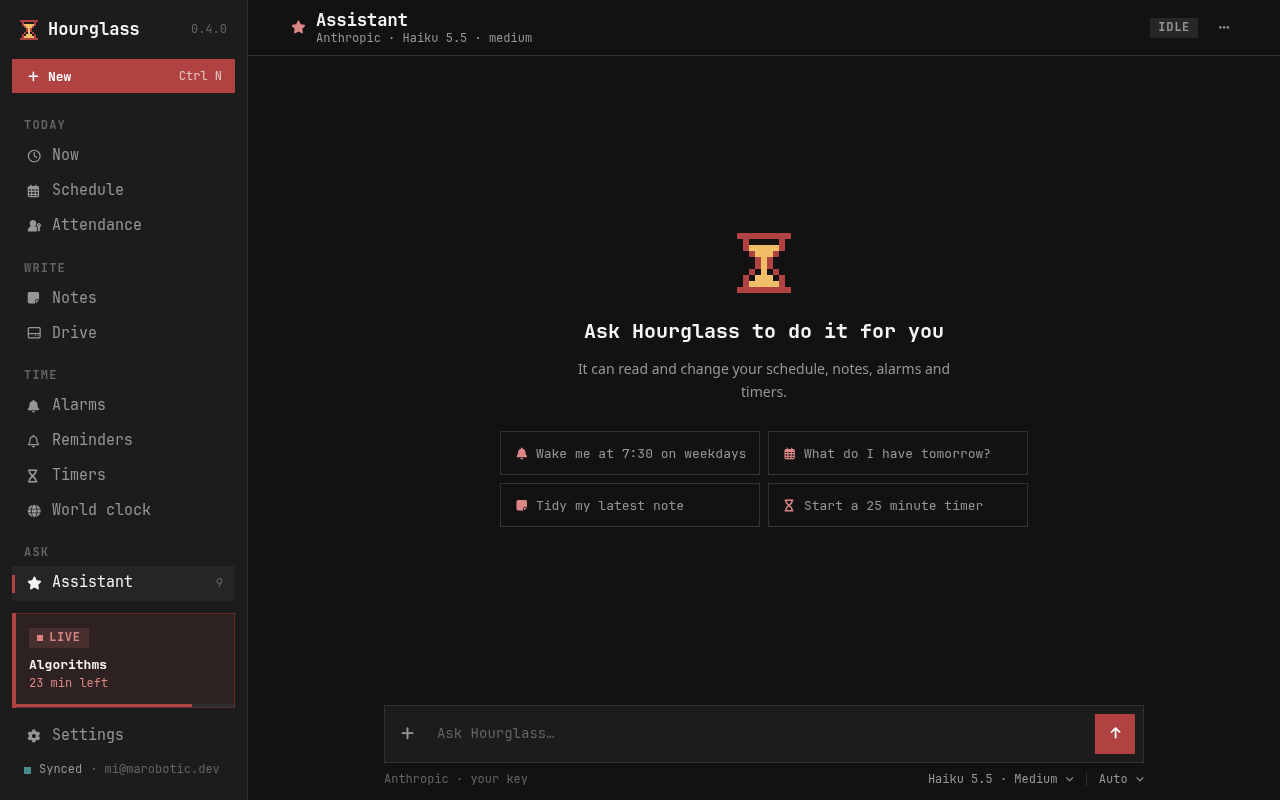 Hourglass 0.4.0
New Ctrl N
TODAY
Now
Schedule
Attendance
WRITE
Notes
Drive
TIME
Alarms
Reminders
Timers
World clock
ASK
Assistant 9
LIVE
Algorithms
23 min left
Settings
Synced · mi@marobotic.dev
Assistant
Anthropic · Haiku 5.5 · medium
IDLE
Ask Hourglass to do it for you
It can read and change your schedule, notes, alarms and
timers.
Wake me at 7:30 on weekdays
What do I have tomorrow?
Tidy my latest note
Start a 25 minute timer
Ask Hourglass…
Anthropic · your key
Haiku 5.5 · Medium
Auto